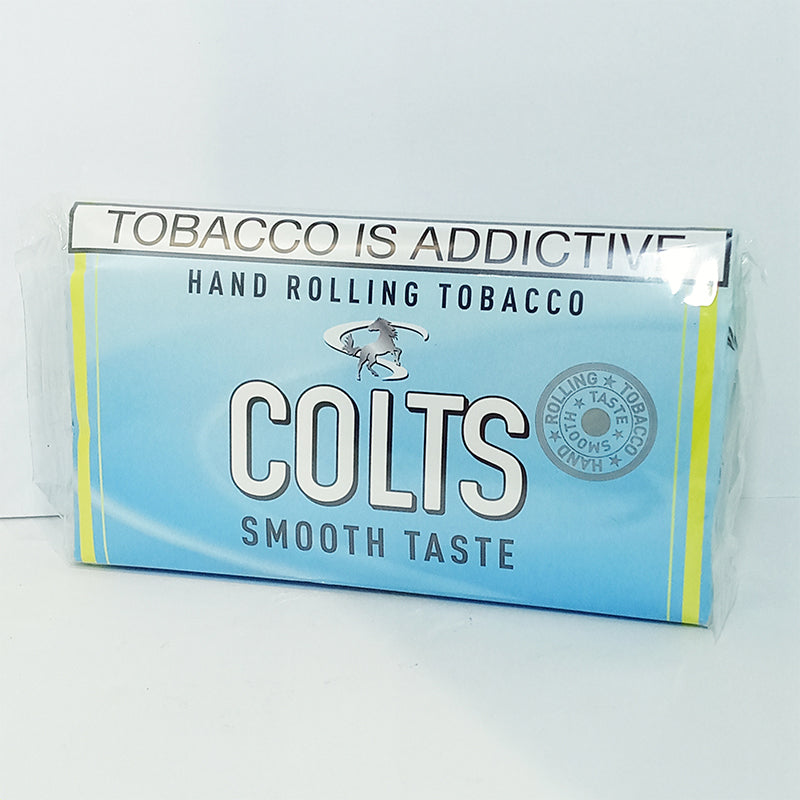 TOBACCO IS ADDICTIVE
HAND ROLLING TOBACCO
COLTS
SMOOTH TASTE
HAND ★ ROLLING ★ TOBACCO ★
SMOOTH ★ TASTE ★